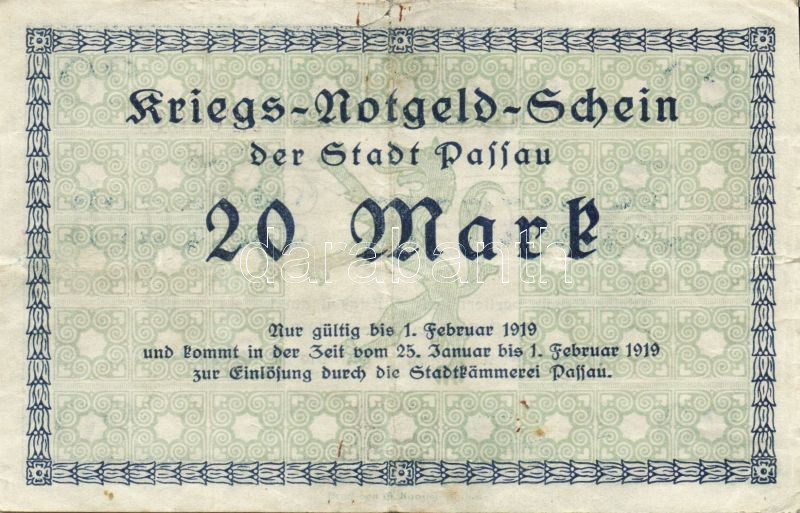 Kriegs-Notgeld-Schein
der Stadt Passau
20 Mark
darabanth
Nur gültig bis 1. Februar 1919
und kommt in der Zeit vom 25. Januar bis 1. Februar 1919
zur Einlösung durch die Stadtkämmerei Passau.